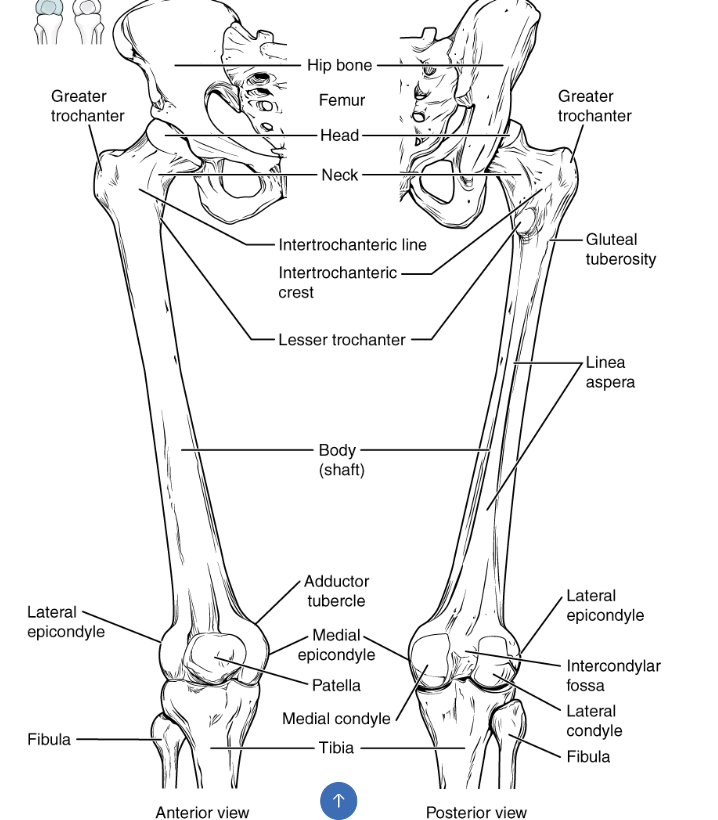 Hip bone
Greater
trochanter
Femur
Greater
trochanter
Head
Neck
Intertrochanteric line
Gluteal
tuberosity
Intertrochanteric
crest
Lesser trochanter
Linea
aspera
Body
(shaft)
Adductor
tubercle
Lateral
epicondyle
Lateral
epicondyle
Medial
epicondyle
Intercondylar
fossa
Patella
Medial condyle
Lateral
condyle
Fibula
Tibia
Fibula
Anterior view
Posterior view